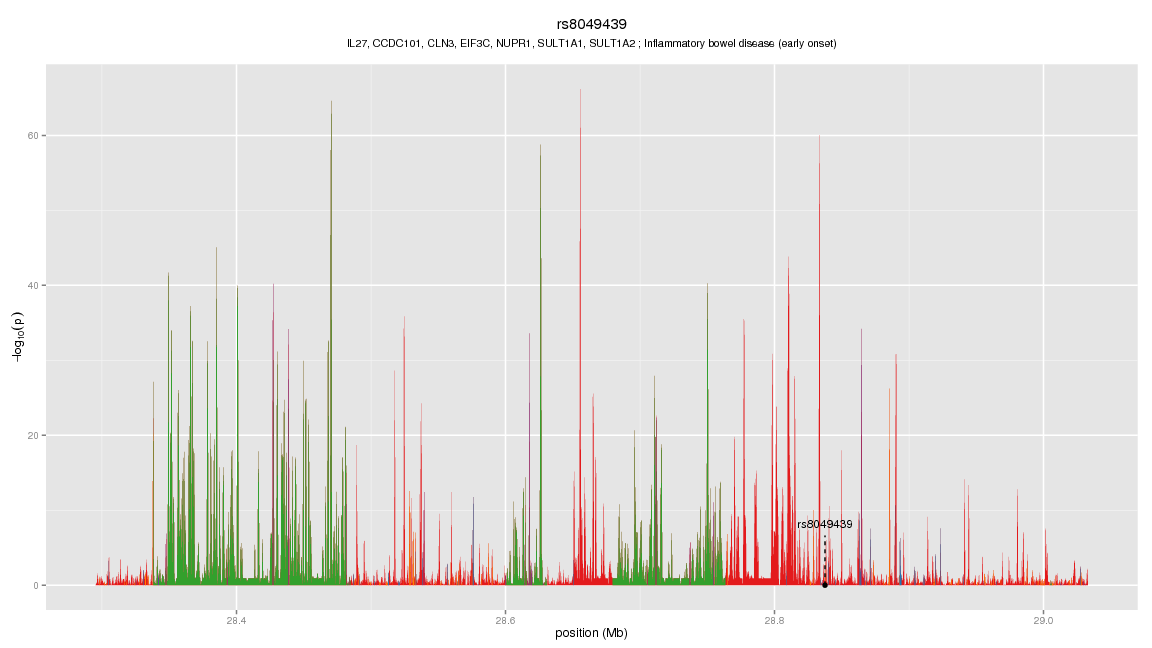 rs8049439
IL27, CCDC101, CLN3, EIF3C, NUPR1, SULT1A1, SULT1A2 ; Inflammatory bowel disease (early onset)
60
40
20
0
−log10(p)
rs8049439
28.4 28.6 28.8 29.0
position (Mb)